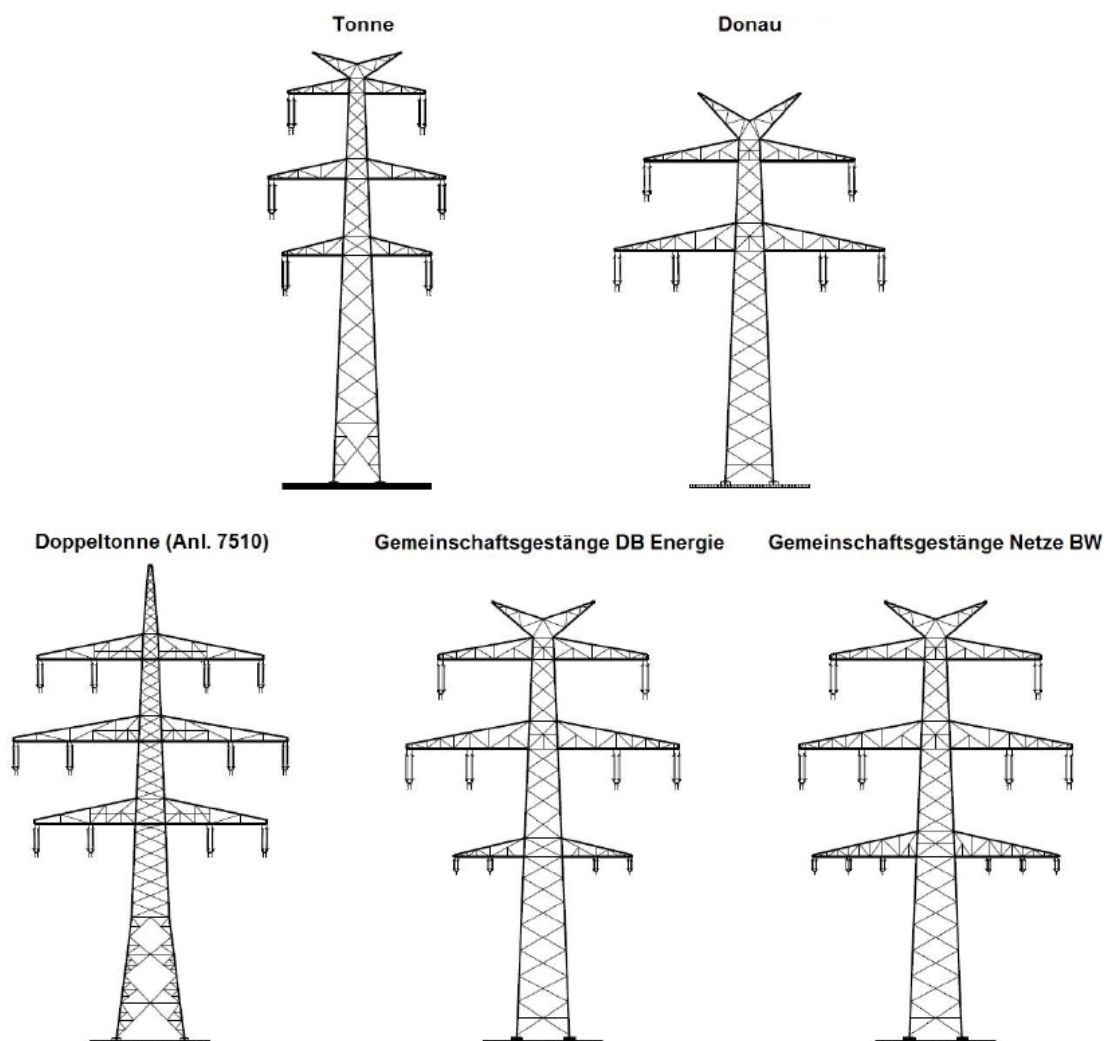 Tonne
Donau
Doppeltonne (Anl. 7510)
Gemeinschaftsgestänge DB Energie
Gemeinschaftsgestänge Netze BW